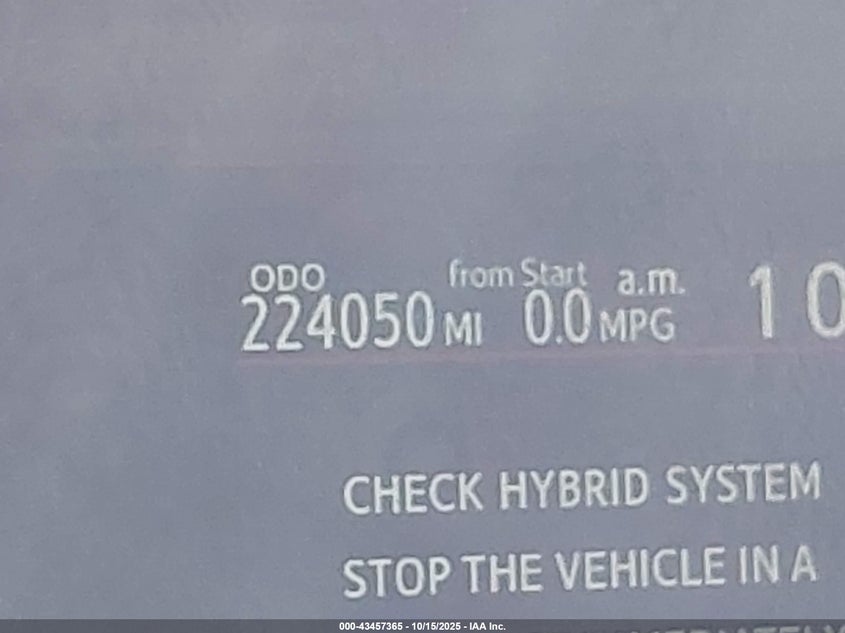 ODO from Start a.m.
224050 MI 0.0 MPG 10
CHECK HYBRID SYSTEM
STOP THE VEHICLE IN A
000-43457365 - 10/15/2025 - IAA Inc.